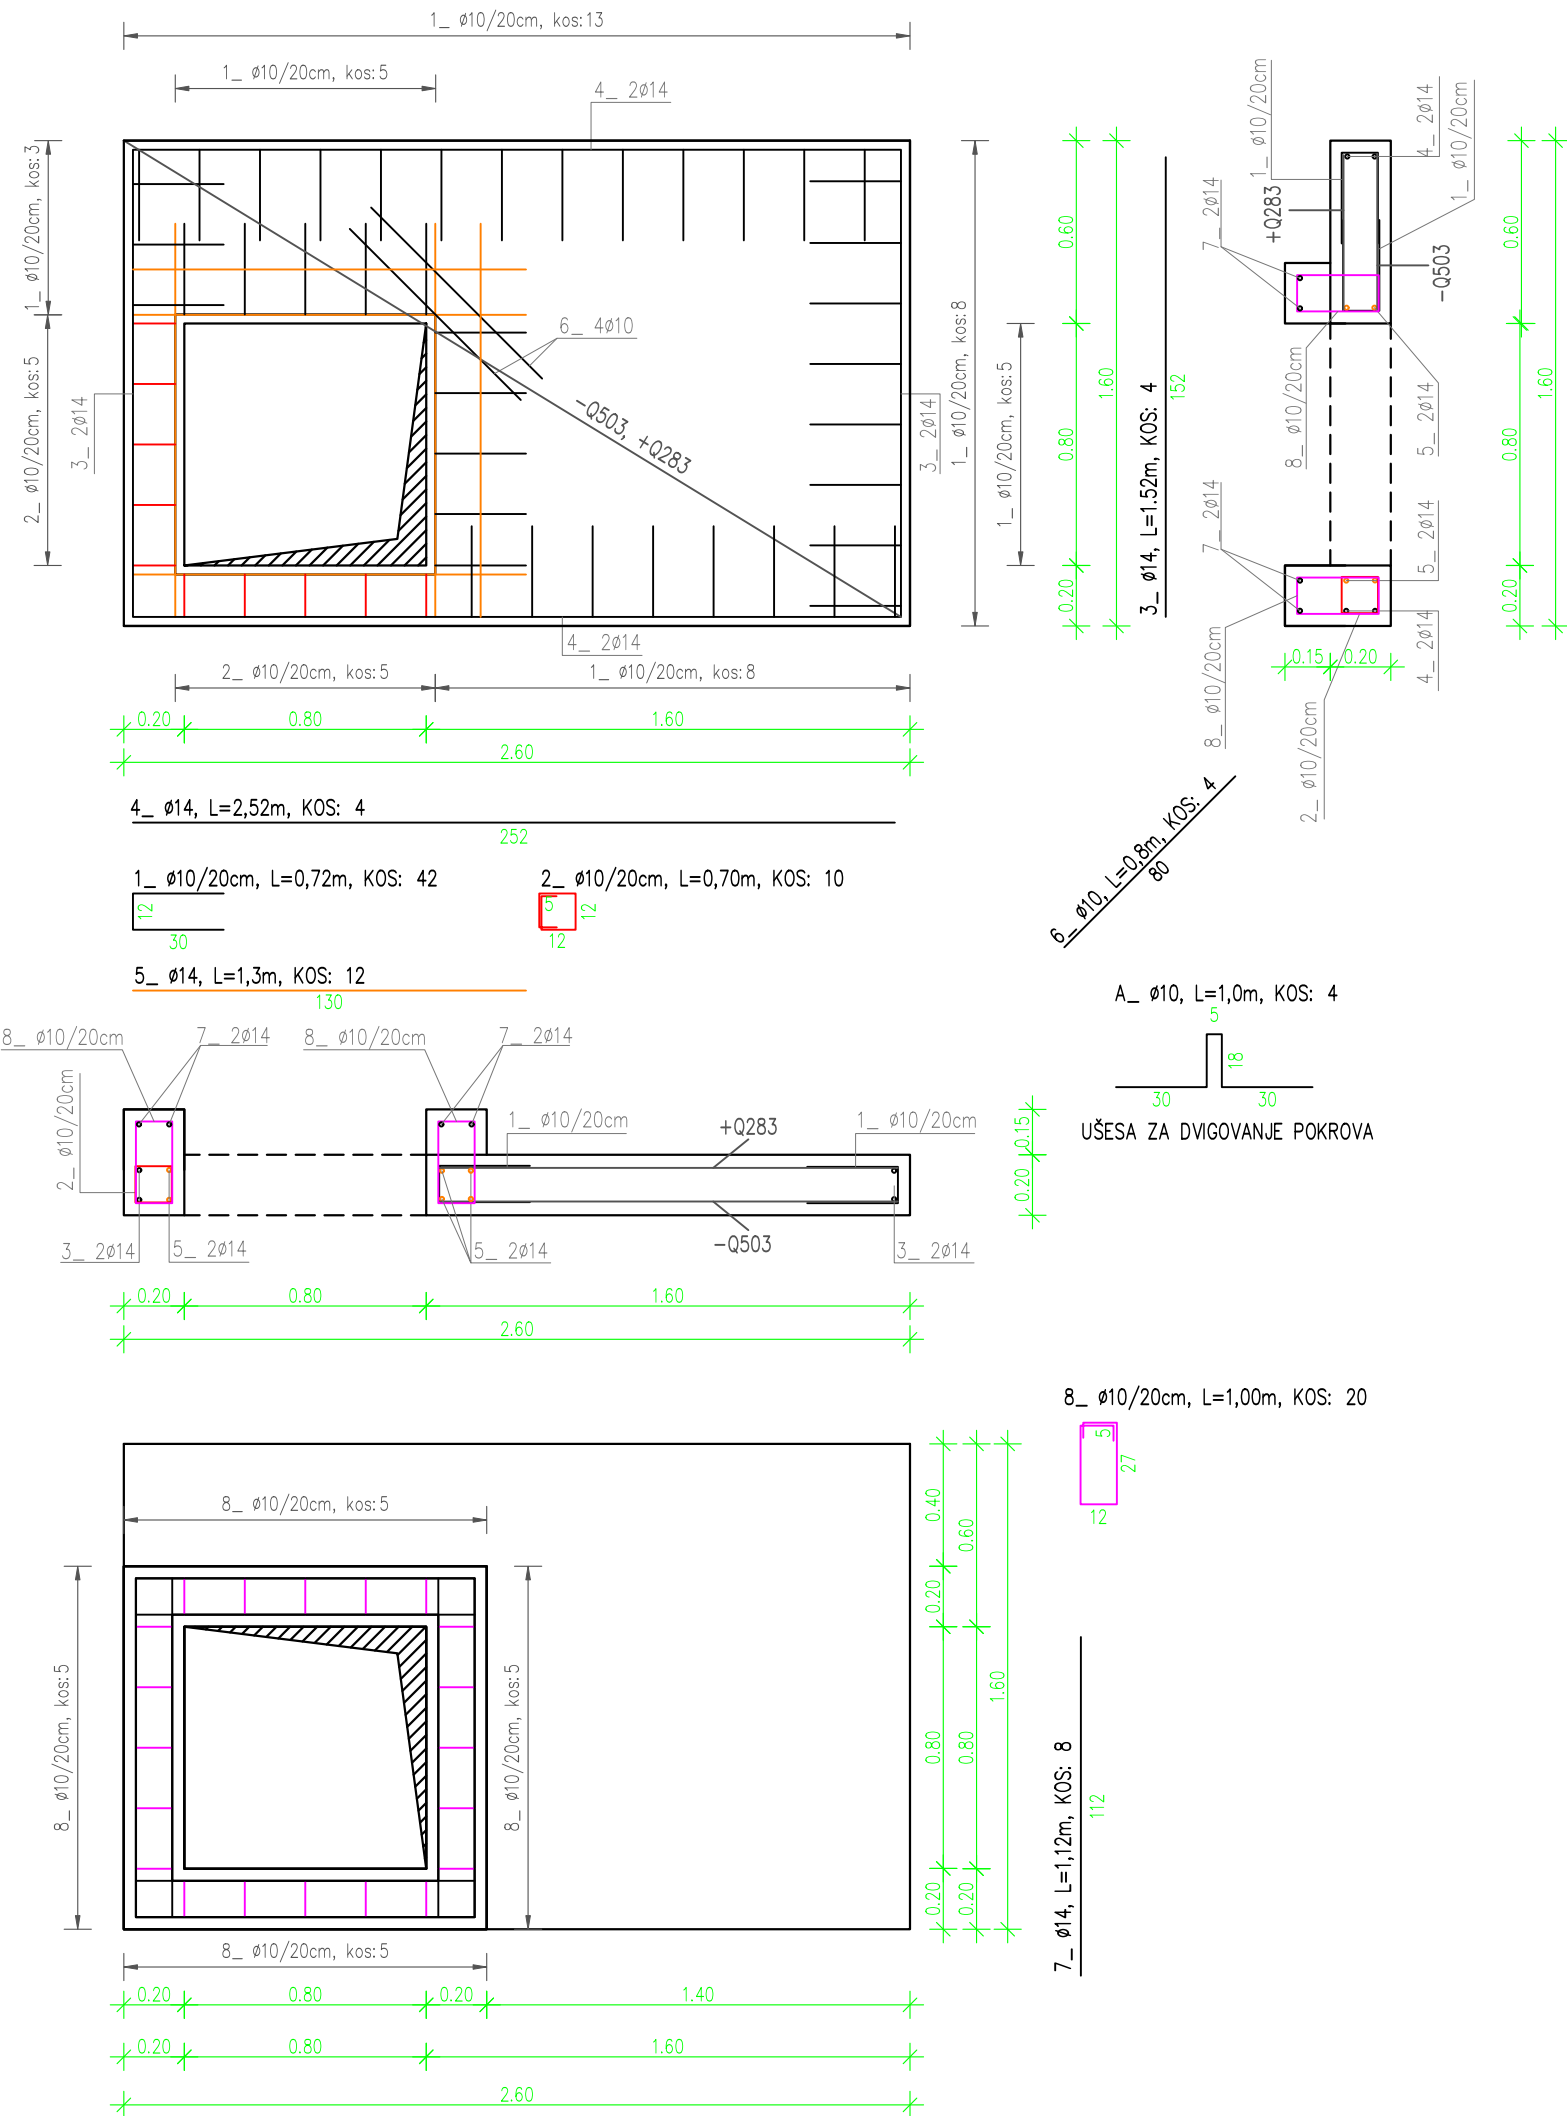 1_ ø10/20cm, kos:13
1_ ø10/20cm, kos:5
4_ 2ø14
1_ ø10/20cm, kos:3
2_ ø10/20cm, kos:5
3_ 2ø14
6_ 4ø10
-Q503, +Q283
3_ 2ø14
1_ ø10/20cm, kos:8
1_ ø10/20cm, kos:5
4_ 2ø14
2_ ø10/20cm, kos:5
1_ ø10/20cm, kos:8
0.20
0.80
1.60
2.60
0.60
0.80
0.20
1.60
3_ ø14, L=1.52m, KOS: 4
152
1_ ø10/20cm
4_ 2ø14
1_ ø10/20cm
7_ 2ø14
+Q283
-Q503
8_ ø10/20cm
5_ 2ø14
7_ 2ø14
5_ 2ø14
8_ ø10/20cm
4_ 2ø14
2_ ø10/20cm
0.15
0.20
0.60
0.80
0.20
1.60
4_ ø14, L=2,52m, KOS: 4
252
1_ ø10/20cm, L=0,72m, KOS: 42
12
30
2_ ø10/20cm, L=0,70m, KOS: 10
5
12
12
5_ ø14, L=1,3m, KOS: 12
130
6_ ø10, L=0,8m, KOS: 4
80
A_ ø10, L=1,0m, KOS: 4
5
18
30
30
UŠESA ZA DVIGOVANJE POKROVA
8_ ø10/20cm
7_ 2ø14
8_ ø10/20cm
7_ 2ø14
2_ ø10/20cm
1_ ø10/20cm
+Q283
1_ ø10/20cm
0.15
0.20
3_ 2ø14
5_ 2ø14
5_ 2ø14
-Q503
3_ 2ø14
0.20
0.80
1.60
2.60
8_ ø10/20cm, L=1,00m, KOS: 20
5
27
12
8_ ø10/20cm, kos:5
8_ ø10/20cm, kos:5
8_ ø10/20cm, kos:5
0.40
0.20
0.80
0.20
0.60
0.80
0.20
1.60
7_ ø14, L=1,12m, KOS: 8
112
8_ ø10/20cm, kos:5
0.20
0.80
0.20
1.40
0.20
0.80
1.60
2.60